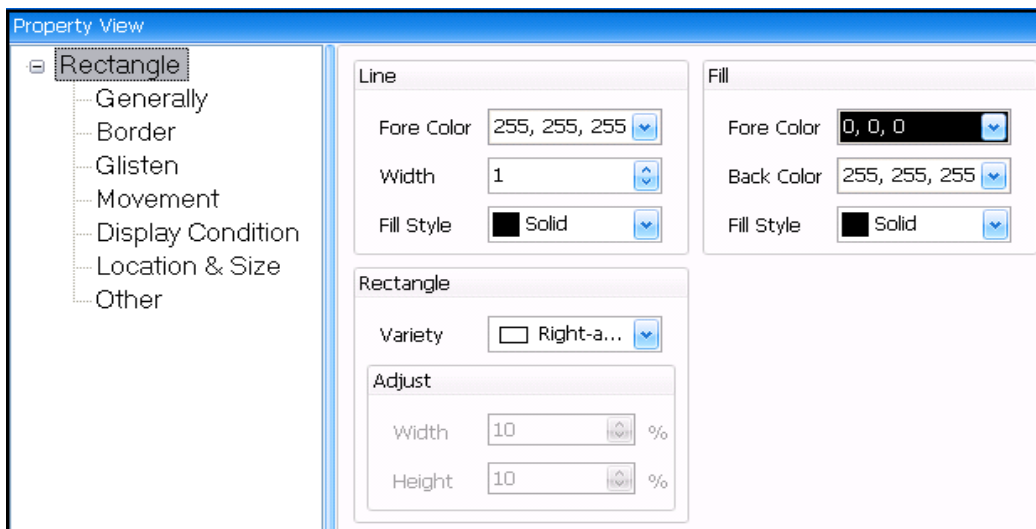 Property View
Rectangle
Generally
Border
Glisten
Movement
Display Condition
Location & Size
Other
Line
Fore Color 255, 255, 255
Width 1
Fill Style Solid
Rectangle
Variety Right-a...
Adjust
Width 10 %
Height 10 %
Fill
Fore Color 0, 0, 0
Back Color 255, 255, 255
Fill Style Solid